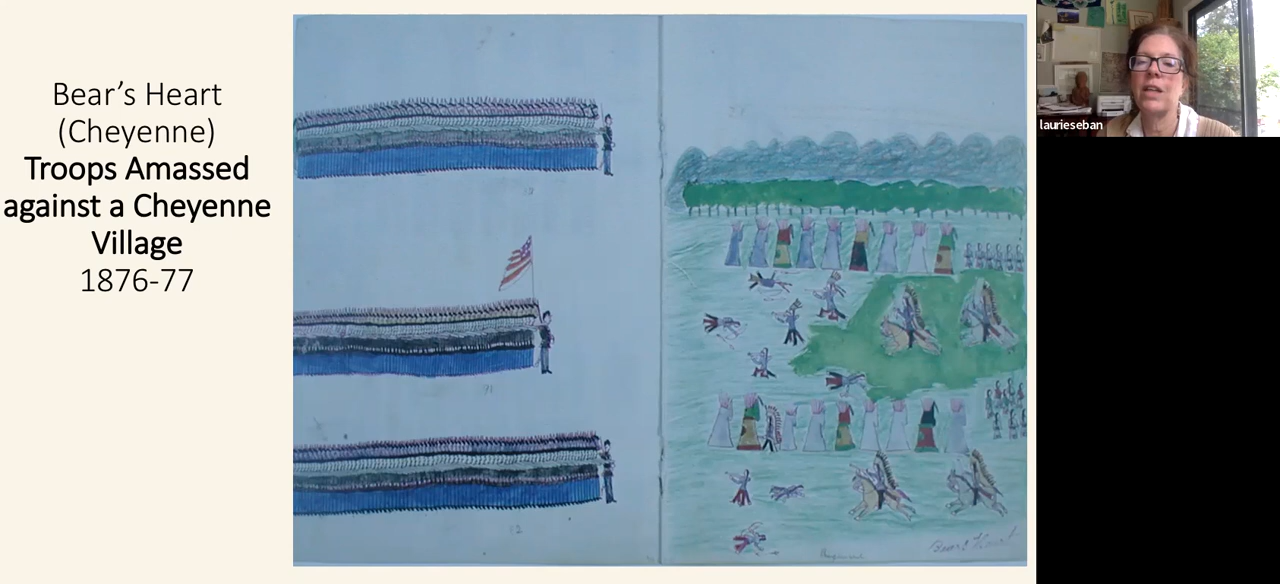 Bear’s Heart
(Cheyenne)
Troops Amassed
against a Cheyenne
Village
1876-77
laurieseban
Bear's Heart